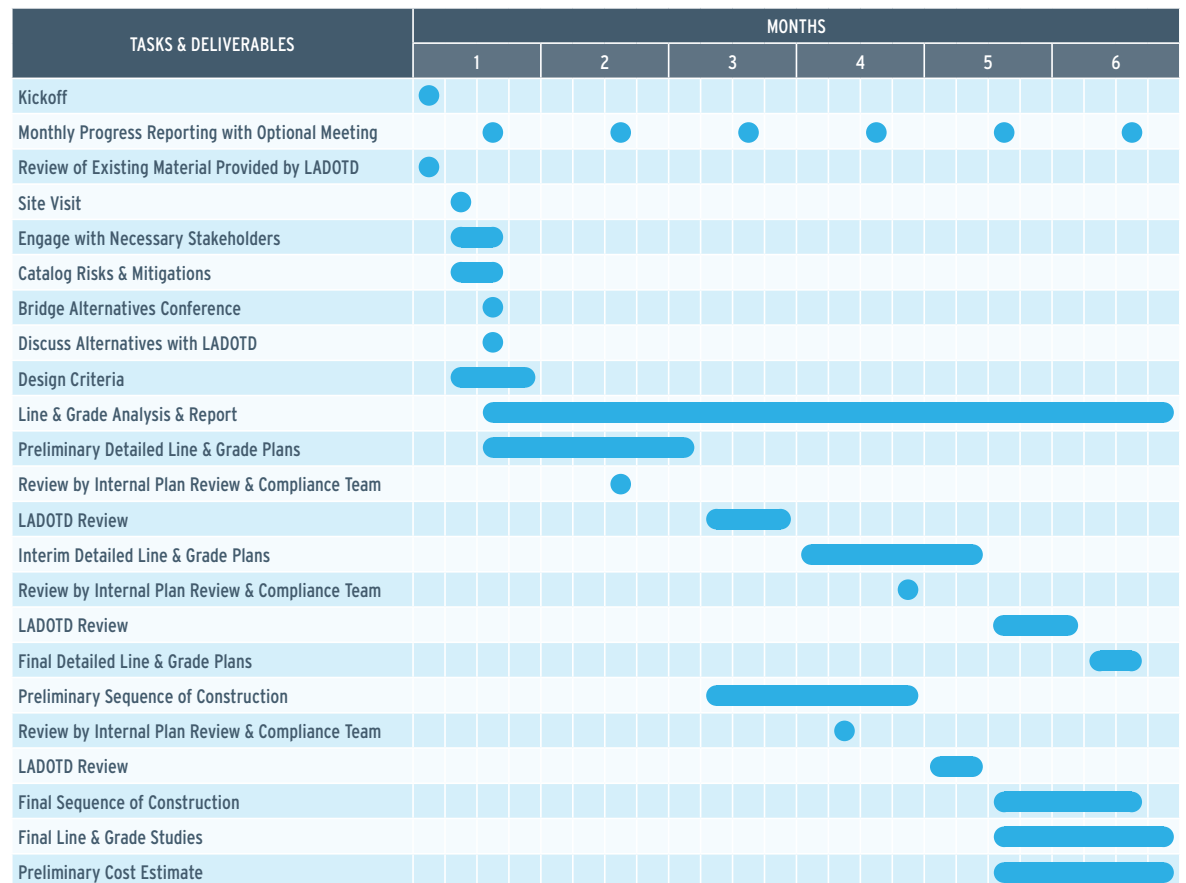 TASKS & DELIVERABLES
MONTHS
1 2 3 4 5 6
Kickoff
Monthly Progress Reporting with Optional Meeting
Review of Existing Material Provided by LADOTD
Site Visit
Engage with Necessary Stakeholders
Catalog Risks & Mitigations
Bridge Alternatives Conference
Discuss Alternatives with LADOTD
Design Criteria
Line & Grade Analysis & Report
Preliminary Detailed Line & Grade Plans
Review by Internal Plan Review & Compliance Team
LADOTD Review
Interim Detailed Line & Grade Plans
Review by Internal Plan Review & Compliance Team
LADOTD Review
Final Detailed Line & Grade Plans
Preliminary Sequence of Construction
Review by Internal Plan Review & Compliance Team
LADOTD Review
Final Sequence of Construction
Final Line & Grade Studies
Preliminary Cost Estimate